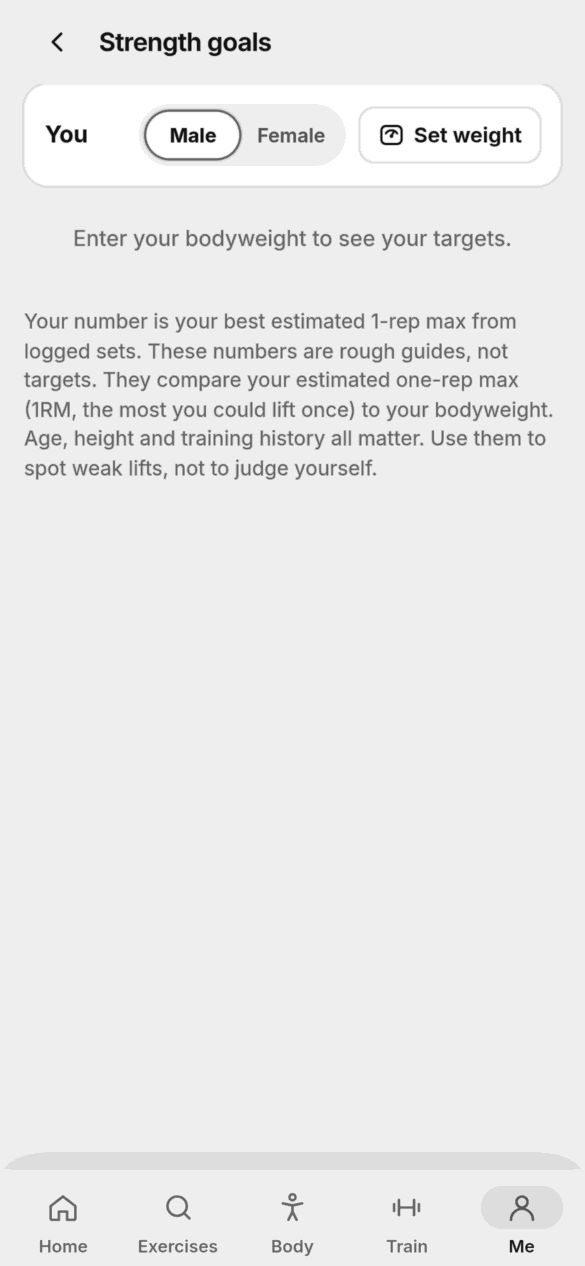 Strength goals
You
Male
Female
Set weight
Enter your bodyweight to see your targets.
Your number is your best estimated 1-rep max from
logged sets. These numbers are rough guides, not
targets. They compare your estimated one-rep max
(1RM, the most you could lift once) to your bodyweight.
Age, height and training history all matter. Use them to
spot weak lifts, not to judge yourself.
Home
Exercises
Body
Train
Me